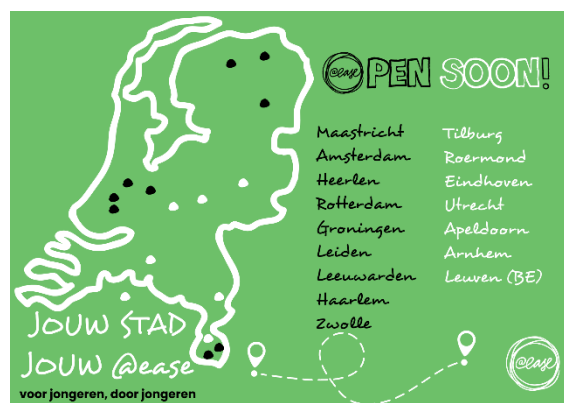 @ease PEN SOON!
Maastricht
Amsterdam
Heerlen
Rotterdam
Groningen
Leiden
Leeuwarden
Haarlem
Zwolle
Tilburg
Roermond
Eindhoven
Utrecht
Apeldoorn
Arnhem
Leuven (BE)
JOUW STAD
JOUW @ease
voor jongeren, door jongeren
@ease